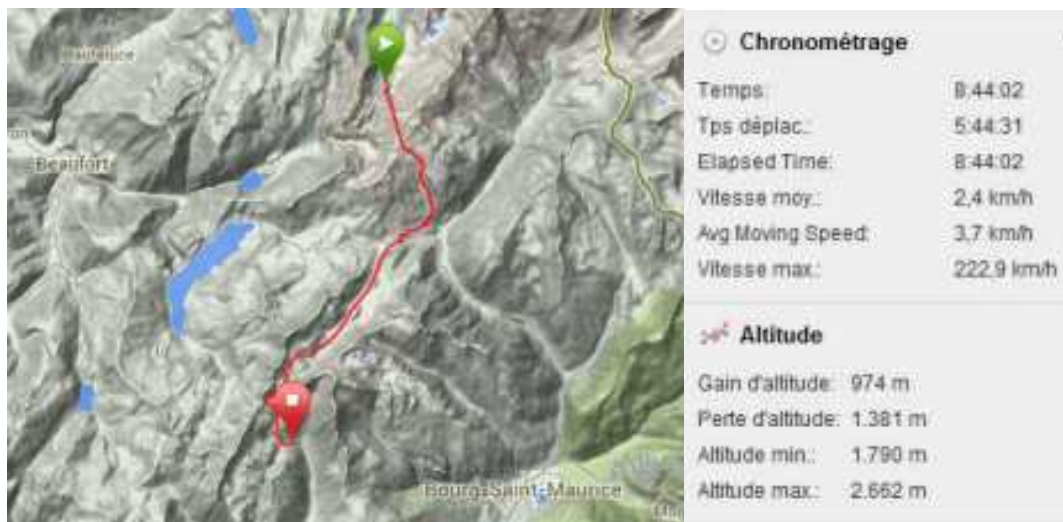 Hauteluce
Beaufort
Bourg-Saint-Maurice
Chronométrage
Temps: 8:44:02
Tps déplac.: 5:44:31
Elapsed Time: 8:44:02
Vitesse moy.: 2,4 km/h
Avg Moving Speed: 3,7 km/h
Vitesse max.: 222,9 km/h
Altitude
Gain d'altitude: 974 m
Perte d'altitude: 1.381 m
Altitude min.: 1.790 m
Altitude max.: 2.662 m